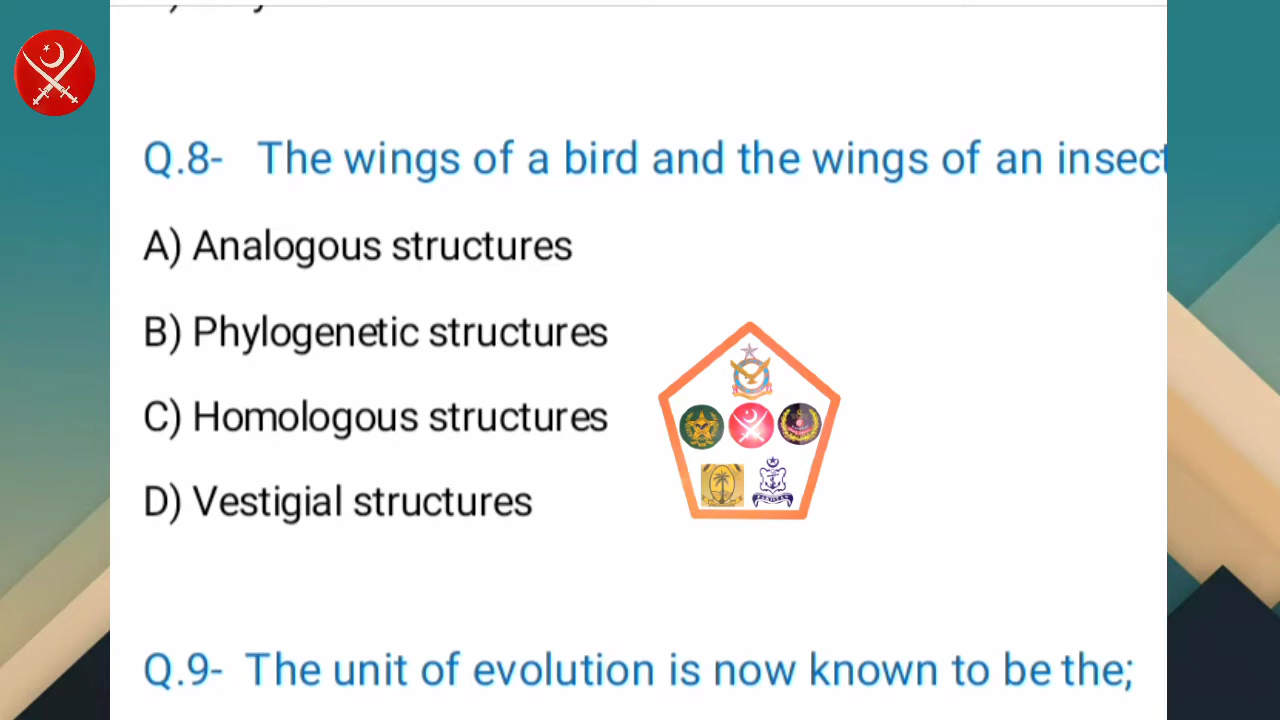 Q.8- The wings of a bird and the wings of an insect
A) Analogous structures
B) Phylogenetic structures
C) Homologous structures
D) Vestigial structures
Q.9- The unit of evolution is now known to be the;